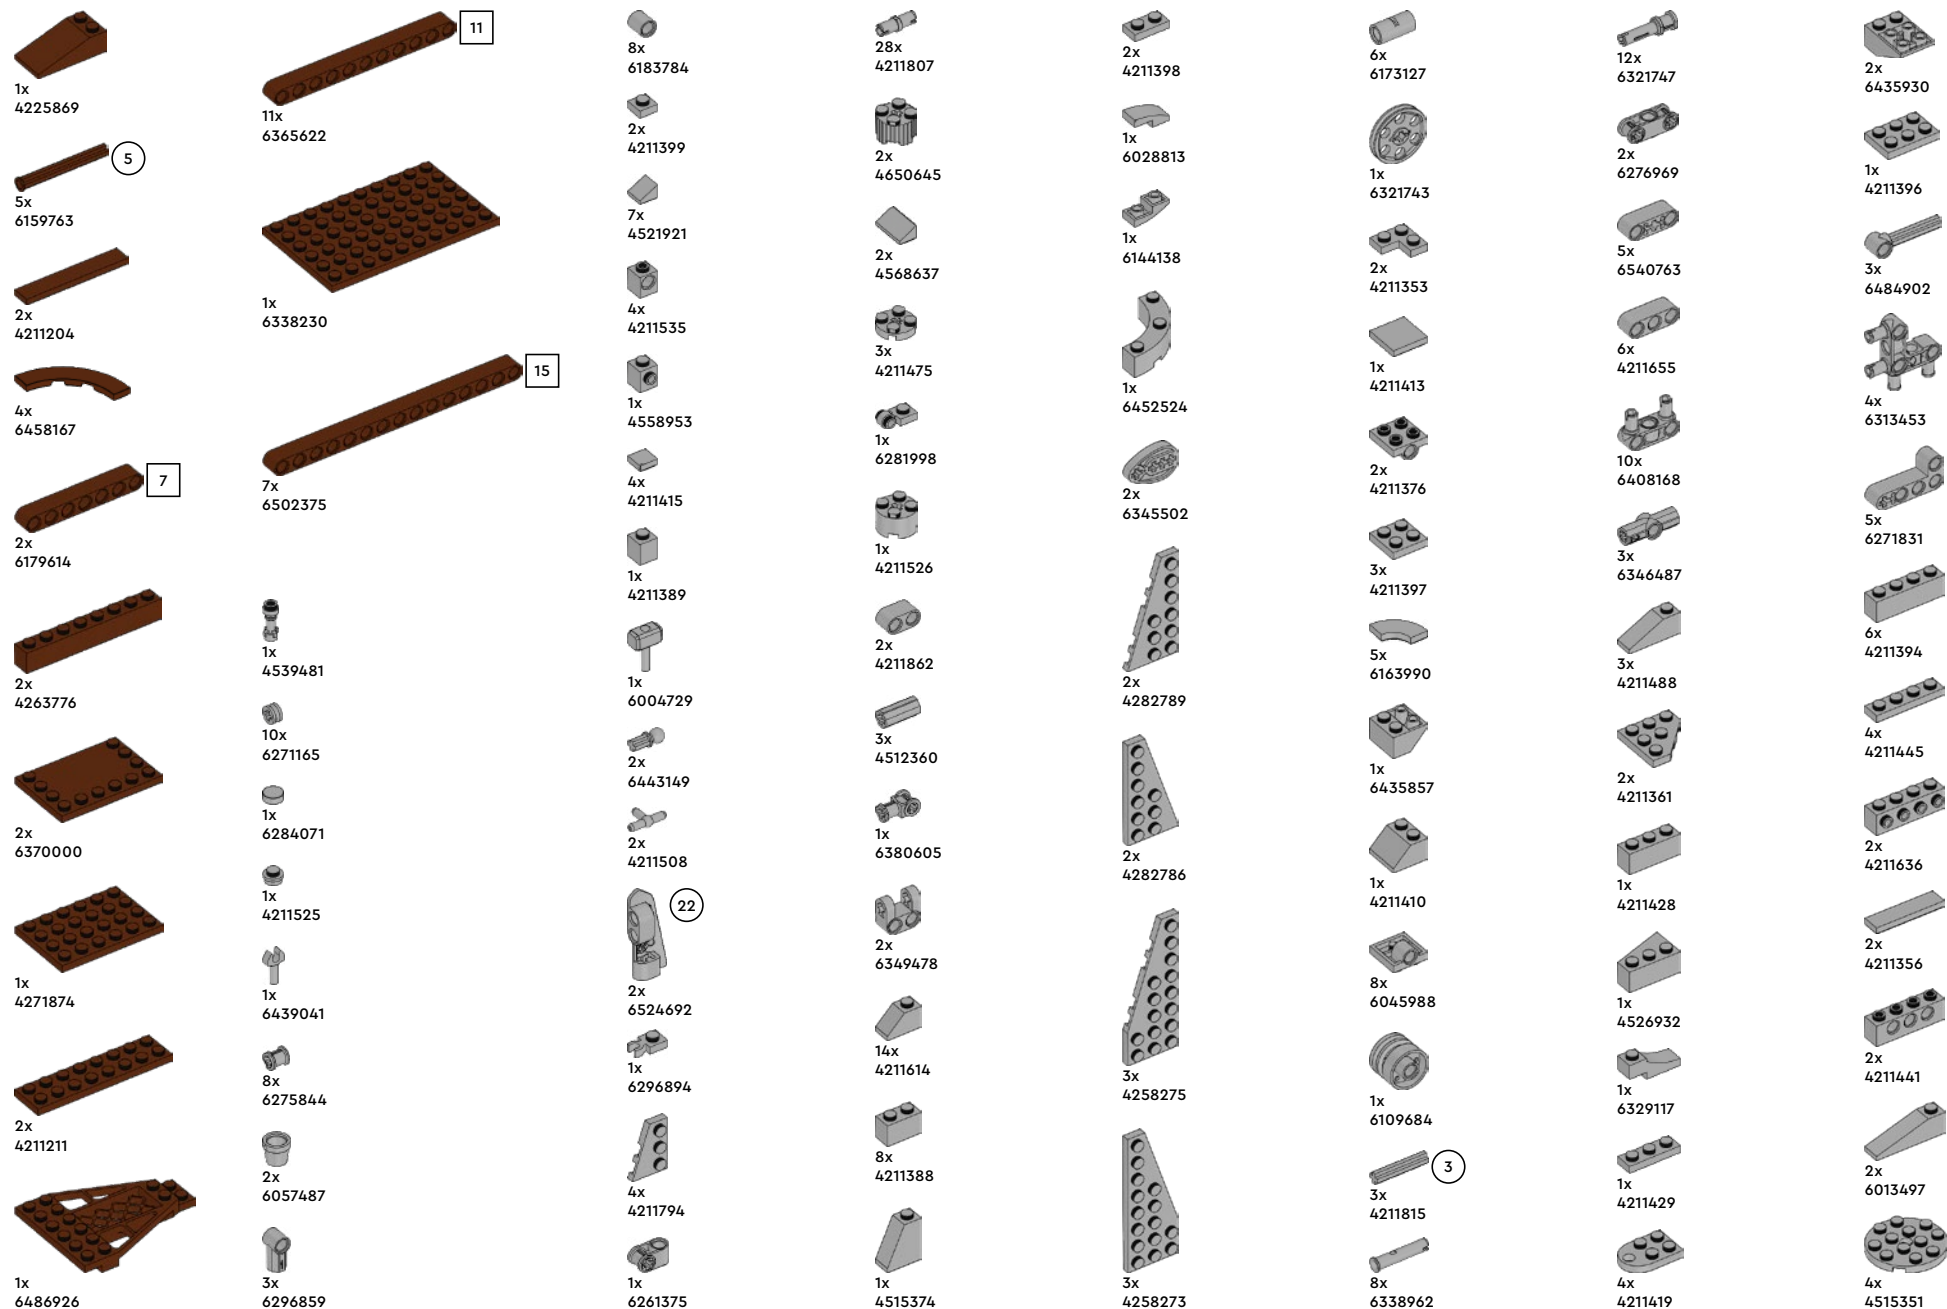 1x
4225869
5
5x
6159763
2x
4211204
4x
6458167
7
2x
6179614
2x
4263776
2x
6370000
1x
4271874
2x
4211211
1x
6486926
11
11x
6365622
1x
6338230
15
7x
6502375
1x
4539481
10x
6271165
1x
6284071
1x
4211525
1x
6439041
8x
6275844
2x
6057487
3x
6296859
8x
6183784
2x
4211399
7x
4521921
4x
4211535
1x
4558953
4x
4211415
1x
4211389
1x
6004729
2x
6443149
2x
4211508
22
2x
6524692
1x
6296894
4x
4211794
1x
6261375
28x
4211807
2x
4650645
2x
4568637
3x
4211475
1x
6281998
1x
4211526
2x
4211862
3x
4512360
1x
6380605
2x
6349478
14x
4211614
8x
4211388
1x
4515374
2x
4211398
1x
6028813
1x
6144138
1x
6452524
2x
6345502
2x
4282789
2x
4282786
3x
4258275
3x
4258273
6x
6173127
1x
6321743
2x
4211353
1x
4211413
2x
4211376
3x
4211397
5x
6163990
1x
6435857
1x
4211410
8x
6045988
1x
6109684
3
3x
4211815
8x
6338962
12x
6321747
2x
6276969
5x
6540763
6x
4211655
10x
6408168
3x
6346487
3x
4211488
2x
4211361
1x
4211428
1x
4526932
1x
6329117
1x
4211429
4x
4211419
2x
6435930
1x
4211396
3x
6484902
4x
6313453
5x
6271831
6x
4211394
4x
4211445
2x
4211636
2x
4211356
2x
4211441
2x
6013497
4x
4515351